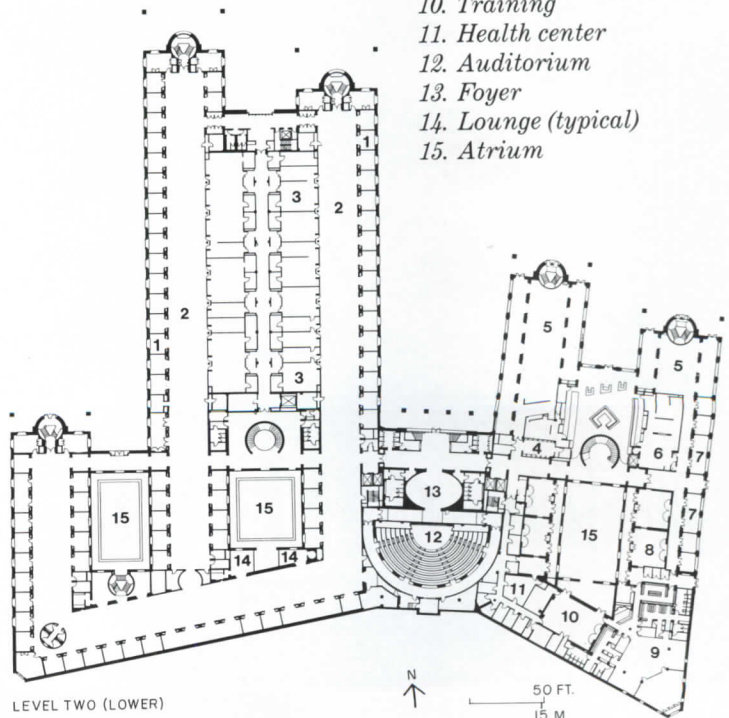 10. Training
11. Health center
12. Auditorium
13. Foyer
14. Lounge (typical)
15. Atrium
1
3
2
2
1
3
5
5
4
6
7
13
7
15
15
12
15
8
14
14
11
10
9
N
LEVEL TWO (LOWER)
50 FT.
15 M.